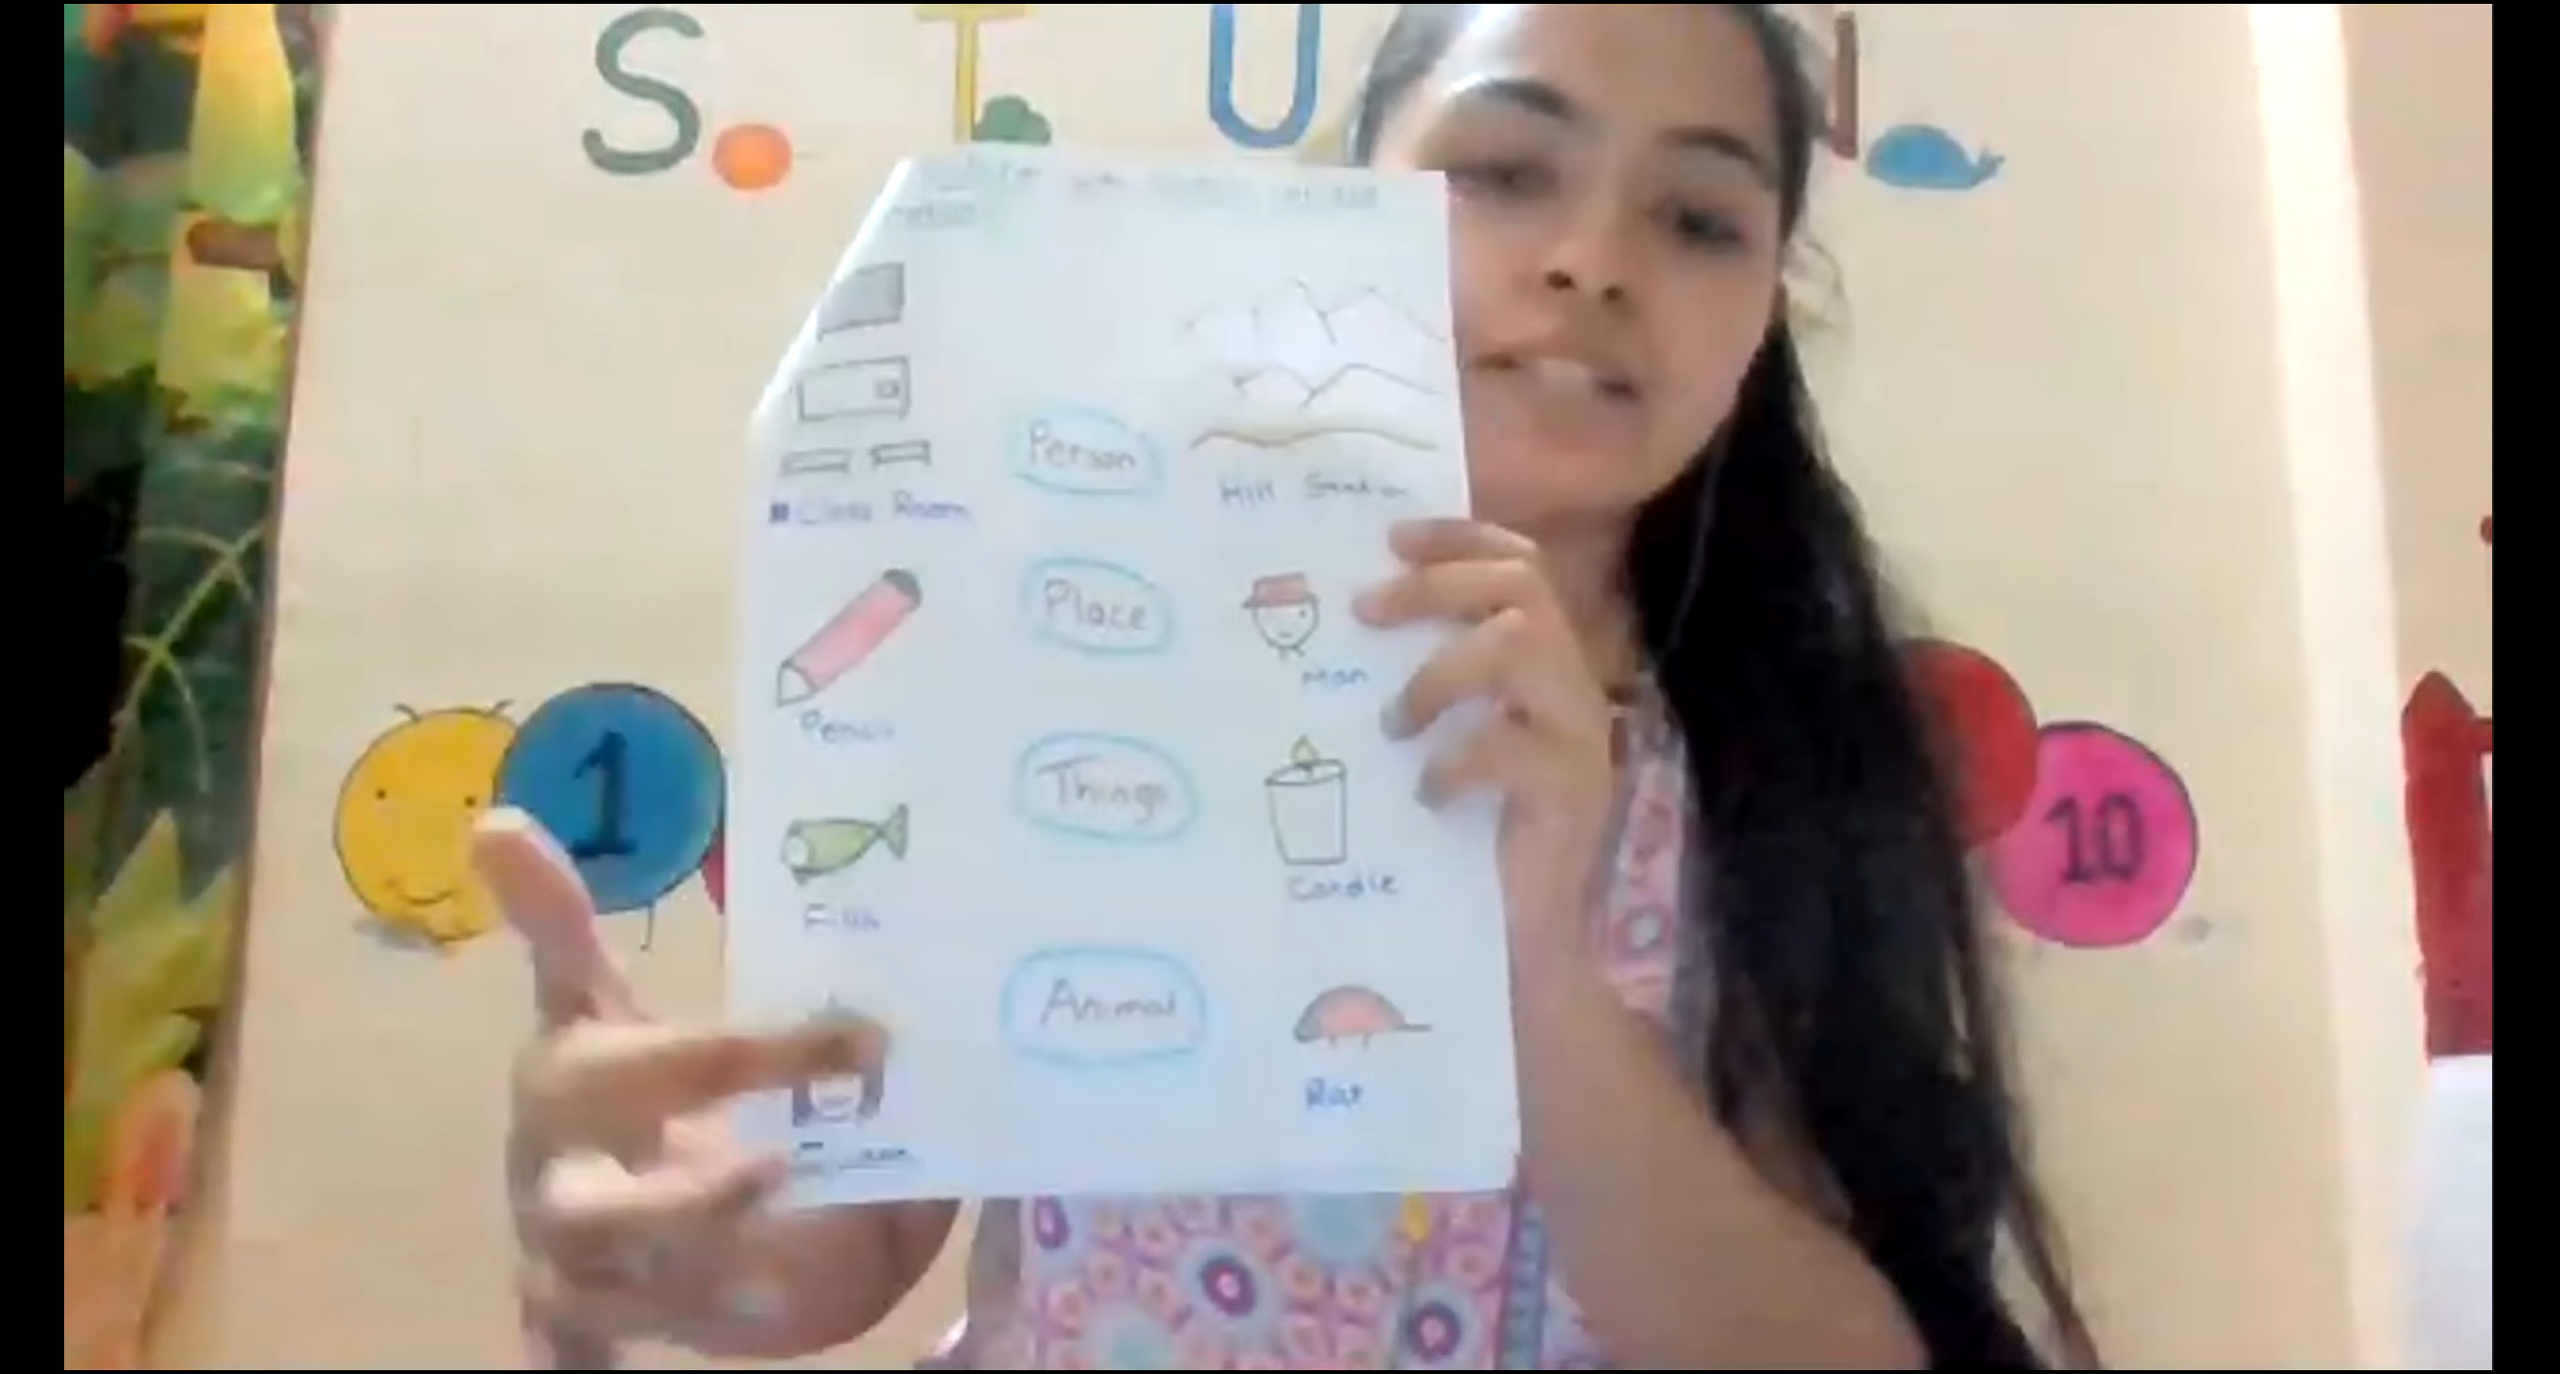 S T U
Person
Hill Station
Class Room
Place
Man
Pencil
1
10
Things
Candle
Fish
Animal
Rat